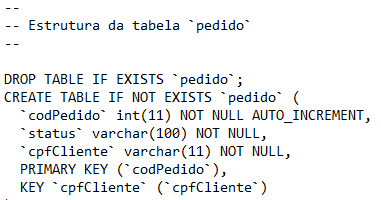 --
-- Estrutura da tabela `pedido`
--
DROP TABLE IF EXISTS `pedido`;
CREATE TABLE IF NOT EXISTS `pedido` (
  `codPedido` int(11) NOT NULL AUTO_INCREMENT,
  `status` varchar(100) NOT NULL,
  `cpfCliente` varchar(11) NOT NULL,
  PRIMARY KEY (`codPedido`),
  KEY `cpfCliente` (`cpfCliente`)